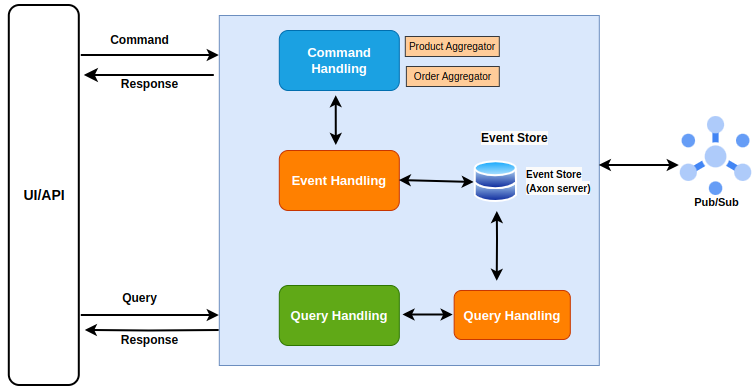 Command
Response
UI/API
Query
Response
Command
Handling
Product Aggregator
Order Aggregator
Event Handling
Event Store
Event Store
(Axon server)
Query Handling
Query Handling
Pub/Sub